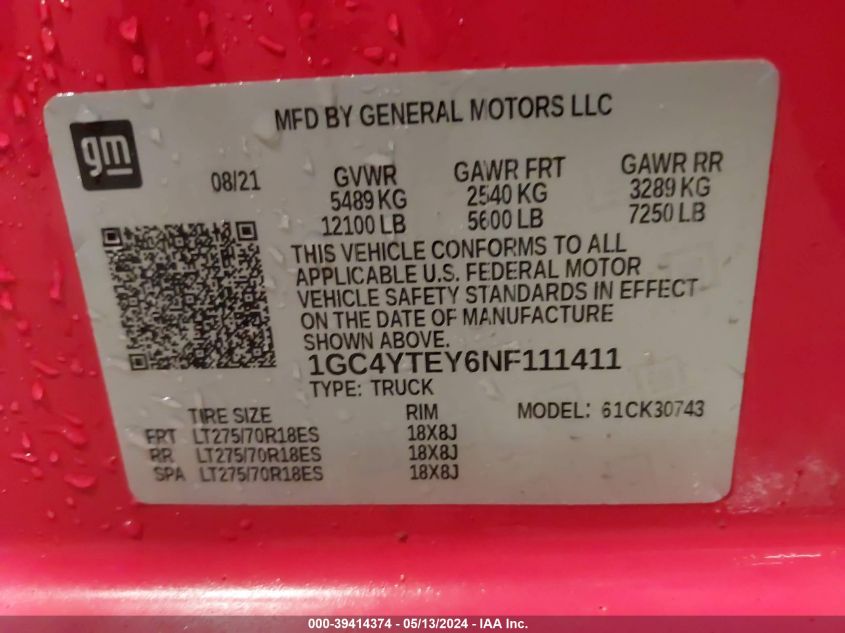 MFD BY GENERAL MOTORS LLC
gm
08/21 GVWR GAWR FRT GAWR RR
5489 KG 2540 KG 3289 KG
12100 LB 5600 LB 7250 LB
THIS VEHICLE CONFORMS TO ALL
APPLICABLE U.S. FEDERAL MOTOR
VEHICLE SAFETY STANDARDS IN EFFECT
ON THE DATE OF MANUFACTURE
SHOWN ABOVE.
1GC4YTEY6NF111411
TYPE: TRUCK
TIRE SIZE RIM MODEL: 61CK30743
FRT LT275/70R18ES 18X8J
RR LT275/70R18ES 18X8J
SPA LT275/70R18ES 18X8J
000-39414374 - 05/13/2024 - IAA Inc.